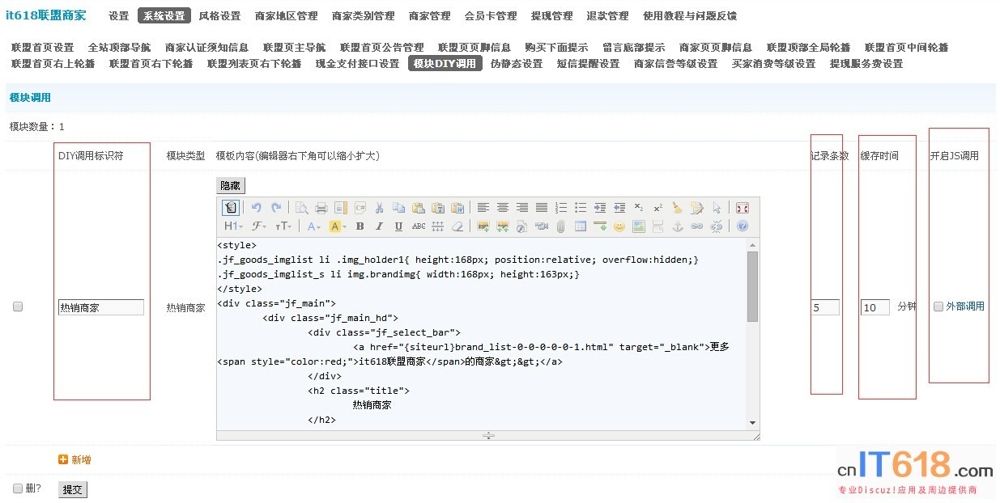 it618联盟商家 设置 系统设置 风格设置 商家地区管理 商家类别管理 商家管理 会员卡管理 提现管理 退款管理 使用教程与问题反馈
联盟首页设置 全站顶部导航 商家认证须知信息 联盟页主导航 联盟首页公告管理 联盟页页脚信息 购买下面提示 留言底部提示 商家页页脚信息 联盟顶部全局轮播 联盟首页中间轮播
联盟首页右上轮播 联盟首页右下轮播 联盟列表页右下轮播 现金支付接口设置 模块DIY调用 伪静态设置 短信提醒设置 商家信誉等级设置 买家消费等级设置 提现服务费设置
模块调用
模块数量：1
DIY调用标识符 模块类型 模板内容(编辑器右下角可以缩小扩大) 记录条数 缓存时间 开启JS调用
隐藏
H1 F TT A A B I U ABC
<style>
.jf_goods_imglist li .img_holder1{ height:168px; position:relative; overflow:hidden;}
.jf_goods_imglist_s li img.brandimg{ width:168px; height:163px;}
</style>
<div class="jf_main">
<div class="jf_main_hd">
<div class="jf_select_bar">
<a href="{siteurl}brand_list-0-0-0-0-0-1.html" target="_blank">更多
<span style="color:red;">it618联盟商家</span>的商家&gt;&gt;</a>
</div>
<h2 class="title">
热销商家
</h2>
热销商家 热销商家 5 10 分钟 外部调用
新增
删? 提交
cnIT618.com
专业Discuz!应用及周边提供商